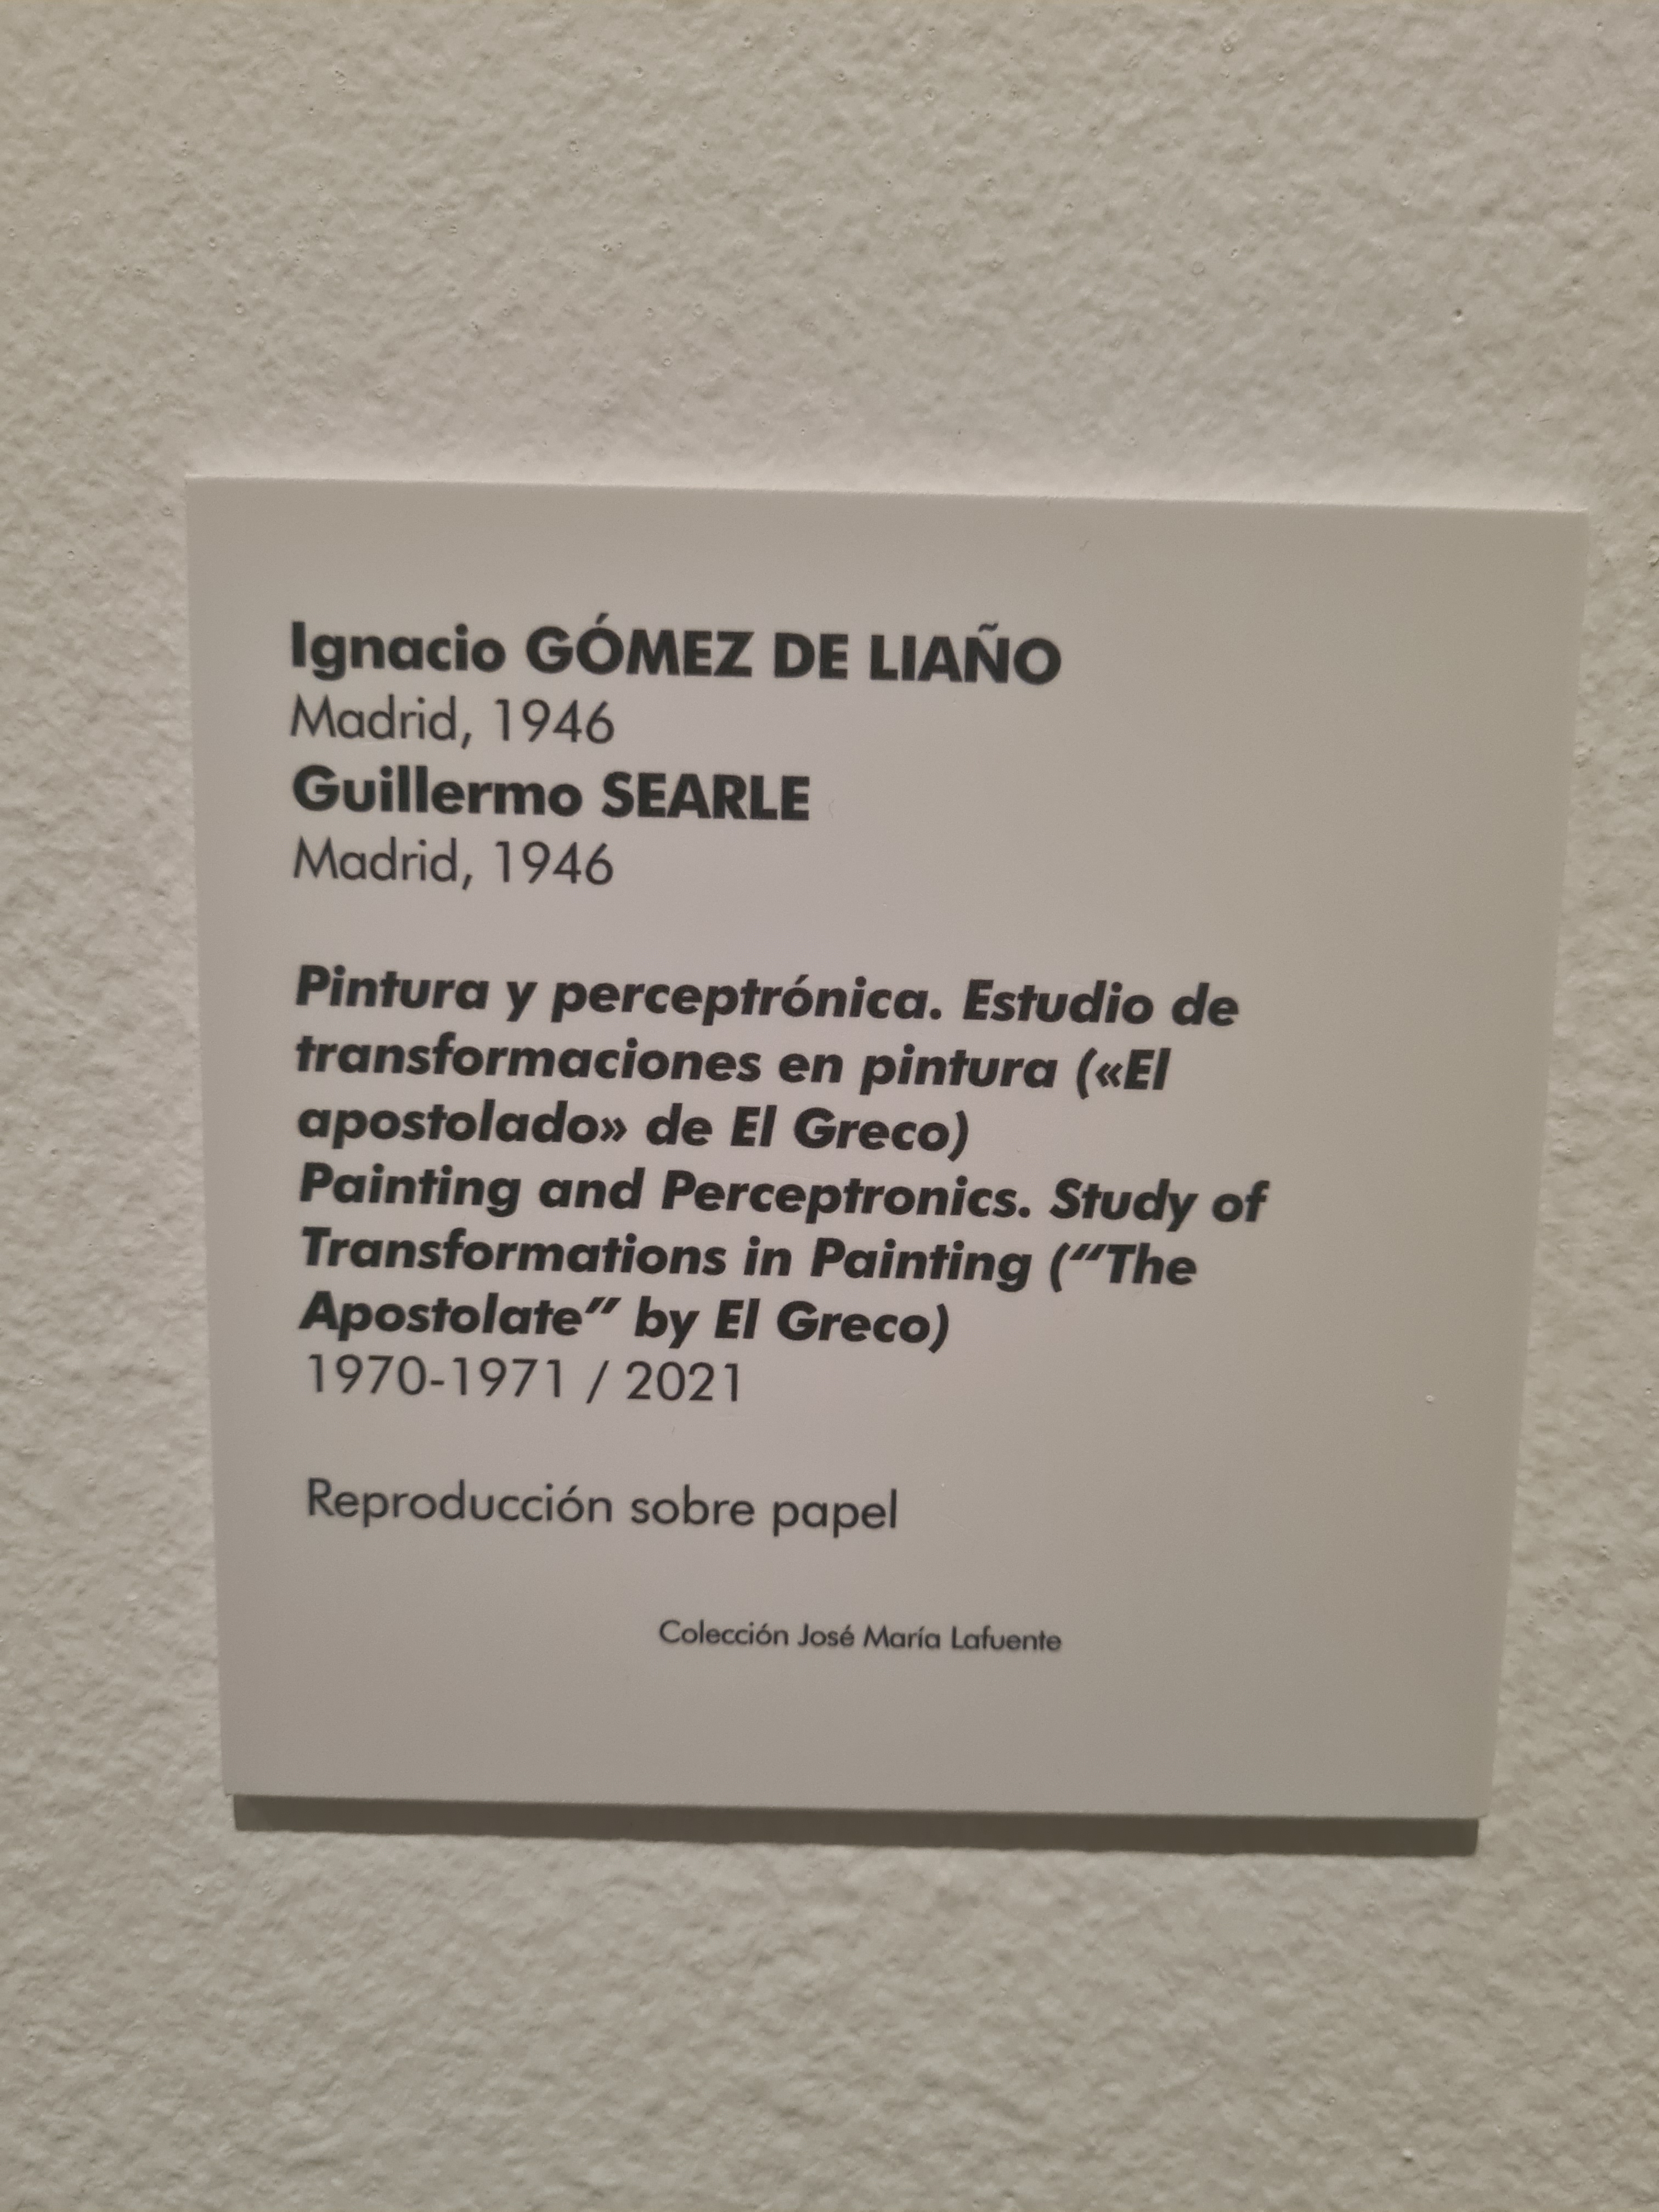 Ignacio GÓMEZ DE LIAÑO
Madrid, 1946
Guillermo SEARLE
Madrid, 1946
Pintura y perceptrónica. Estudio de
transformaciones en pintura («El
apostolado» de El Greco)
Painting and Perceptronics. Study of
Transformations in Painting (“The
Apostolate” by El Greco)
1970-1971 / 2021
Reproducción sobre papel
Colección José María Lafuente